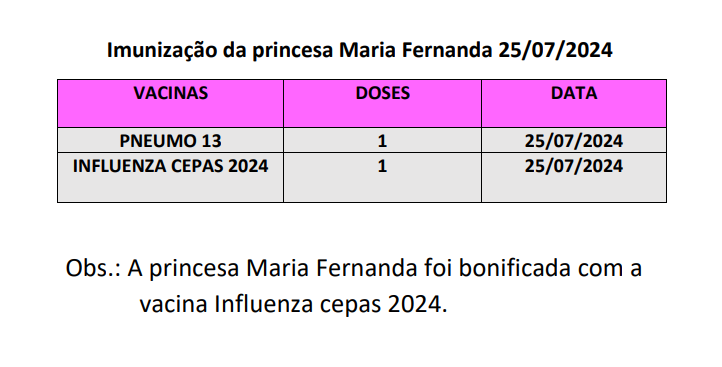 Imunização da princesa Maria Fernanda 25/07/2024
VACINAS DOSES DATA
PNEUMO 13 1 25/07/2024
INFLUENZA CEPAS 2024 1 25/07/2024
Obs.: A princesa Maria Fernanda foi bonificada com a
vacina Influenza cepas 2024.